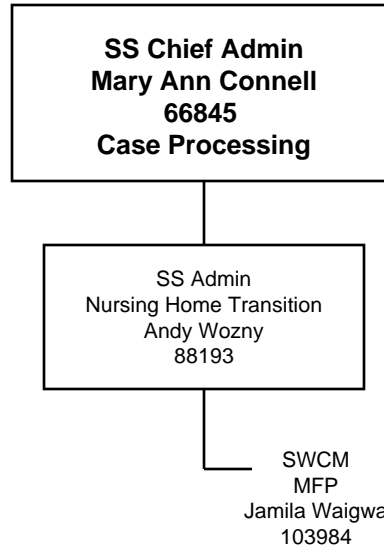 SS Chief Admin
Mary Ann Connell
66845
Case Processing
SS Admin
Nursing Home Transition
Andy Wozny
88193
SWCM
MFP
Jamila Waigwa
103984